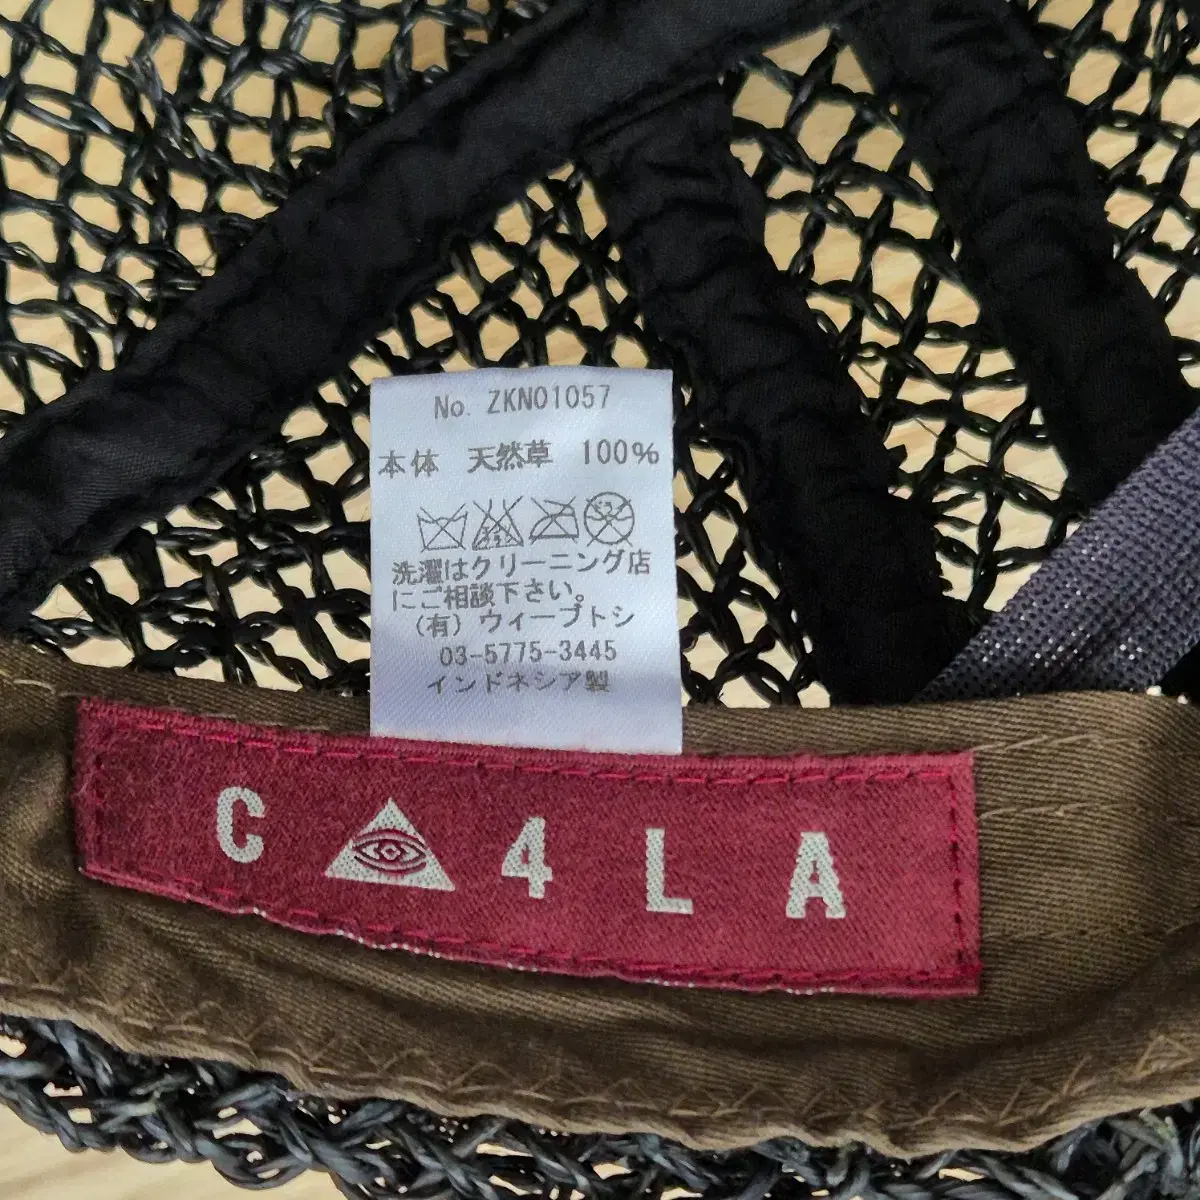 No. ZKN01057
本体 天然草 100%
洗濯はクリーニング店
にご相談下さい。
(有) ウィーブトシ
03-5775-3445
インドネシア製
C 4 L A